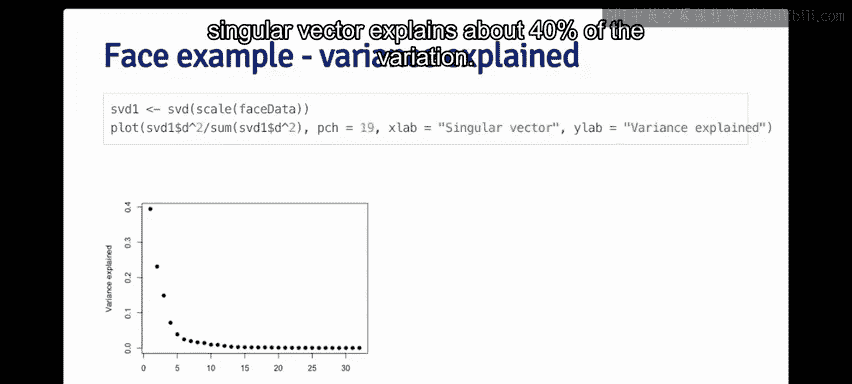 singular vector explains about 40% of the
variation.
Face example - variance explained
svd1 <- svd(scale(faceData))
plot(svd1$d^2/sum(svd1$d^2), pch = 19, xlab = "Singular vector", ylab = "Variance explained")
Variance explained
0.4
0.3
0.2
0.1
0.0
0 5 10 15 20 25 30